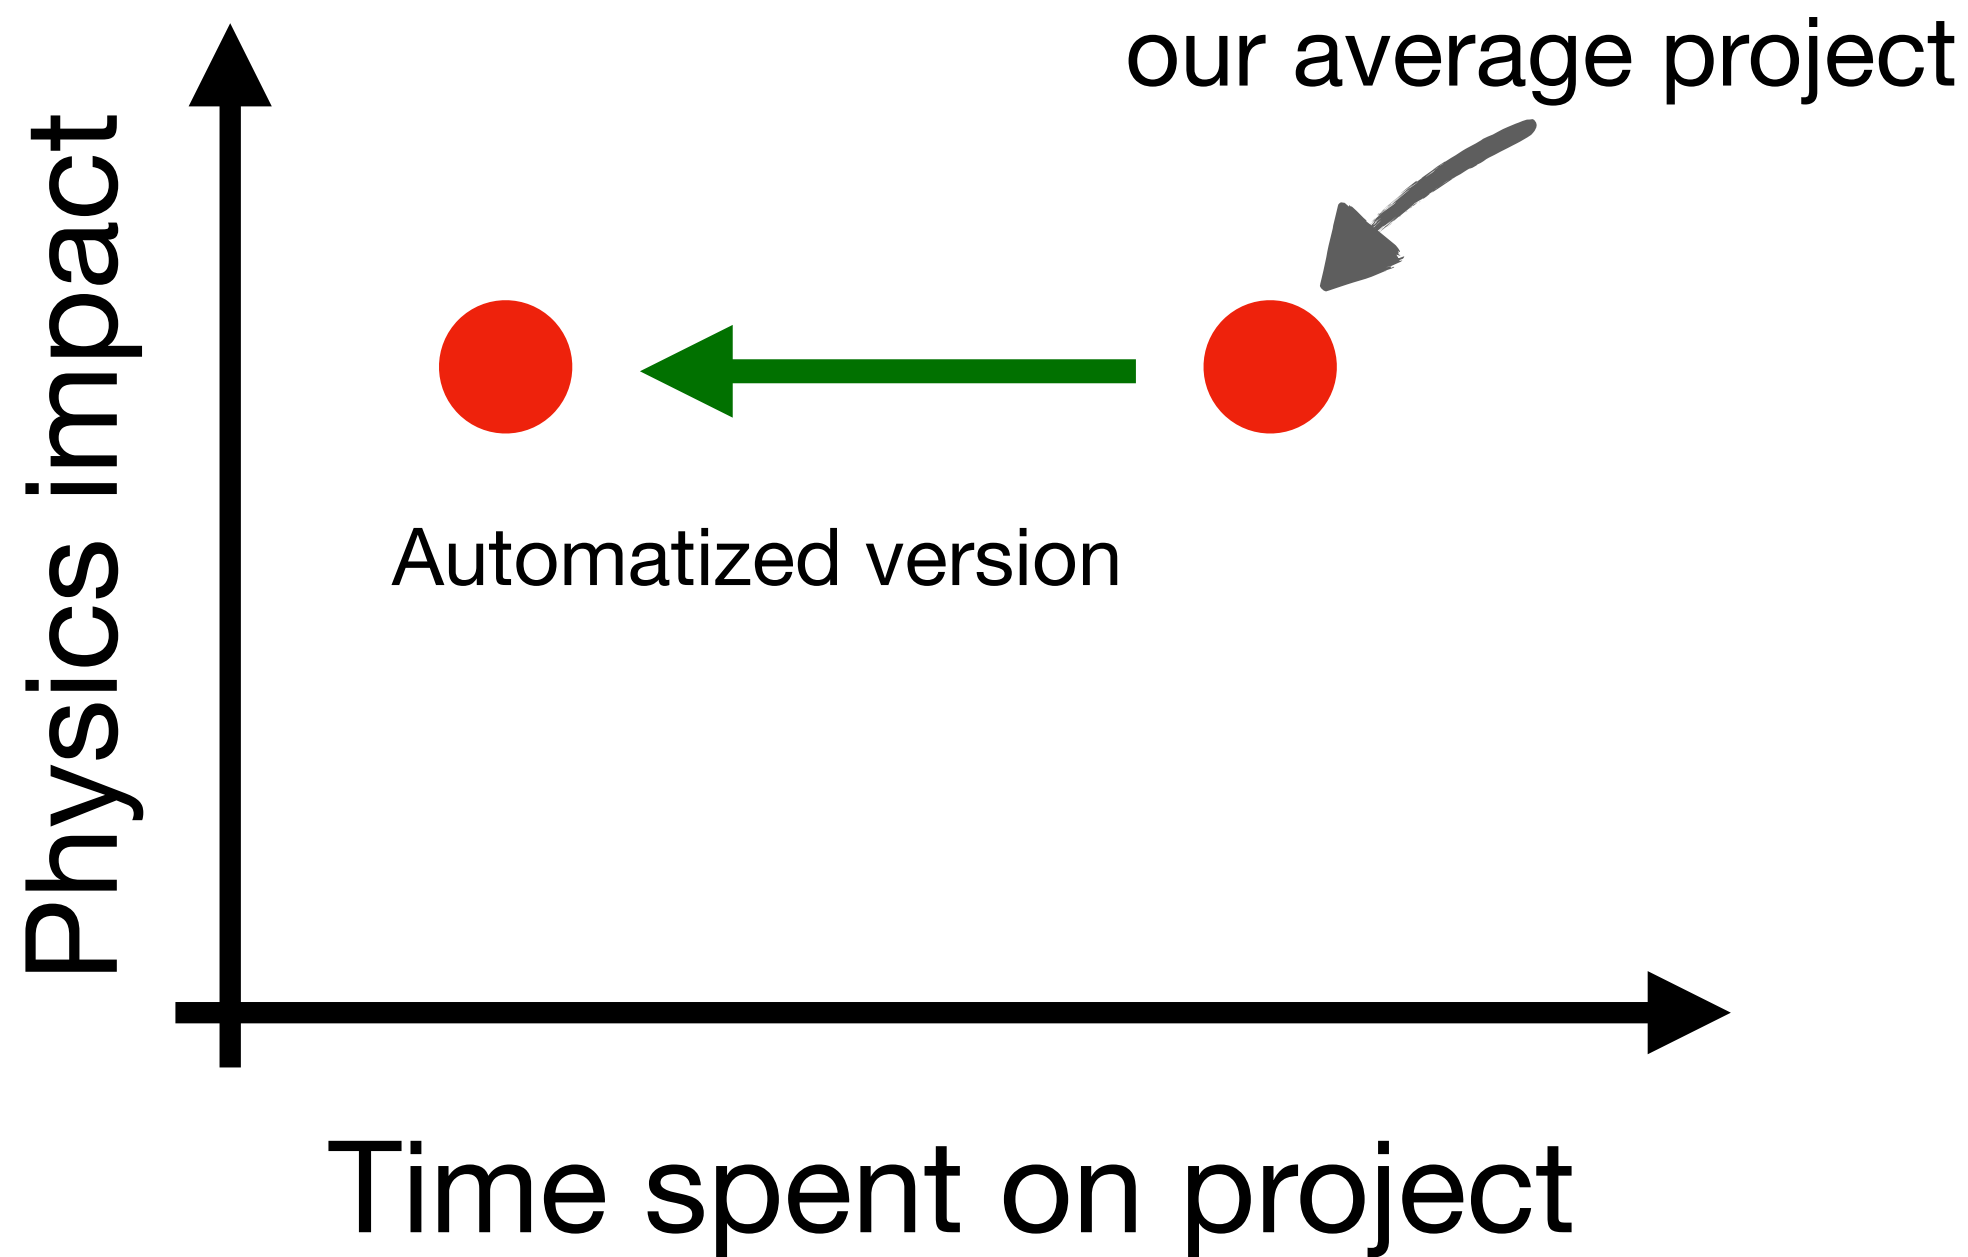 our average project
Physics impact
Automatized version
Time spent on project